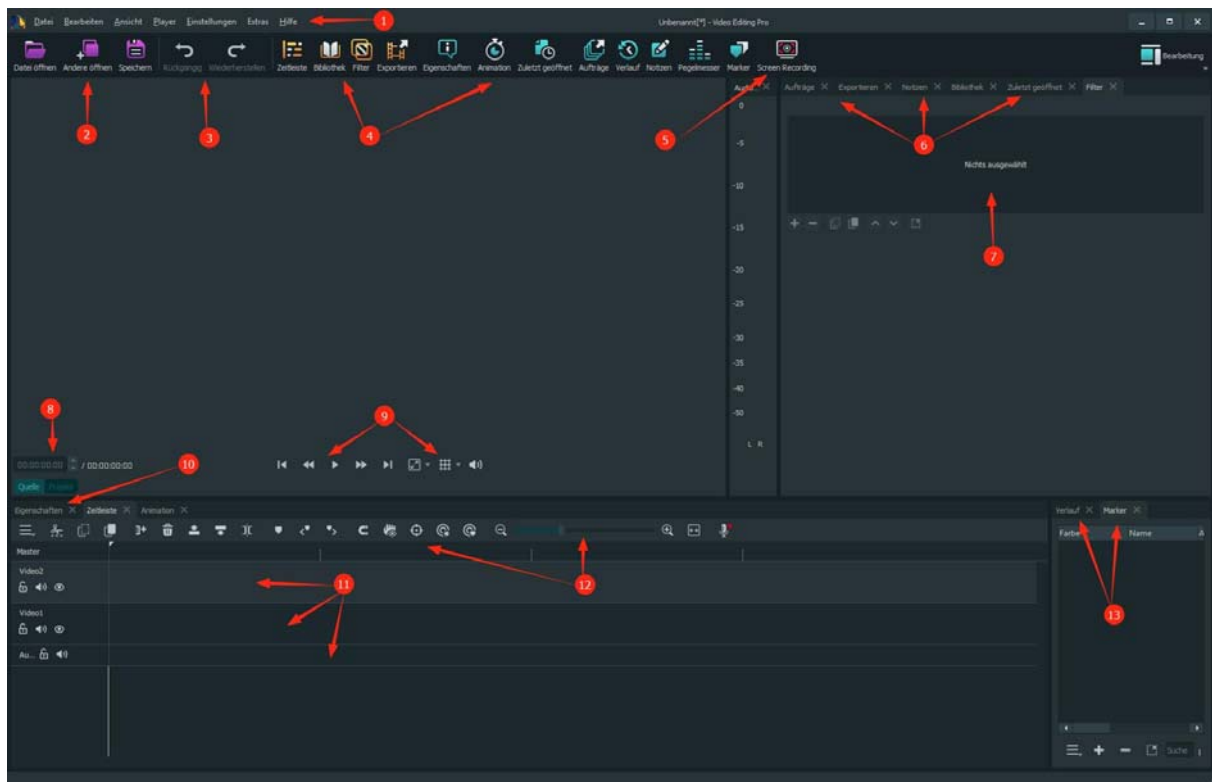 Datei Bearbeiten Ansicht Player Einstellungen Extras Hilfe 1 Unbenannt[*] - Video Editing Pro
Datei öffnen Andere öffnen Speichern Rückgängig Wiederherstellen Zeitleiste Bibliothek Filter Exportieren Eigenschaften Animation Zuletzt geöffnet Aufträge Verlauf Notizen Pegelmesser Marker Screen Recording Bearbeitung
Aufträge Exportieren Notizen Bibliothek Zuletzt geöffnet Filter
2 3 4 5 6
0
-5
Nichts ausgewählt
-10
-15
7
-20
-25
-30
-35
-40
-50
8 9
L R
00:00:00:00 / 00:00:00:00 10
Quelle Projekt
Eigenschaften Zeitleiste Animation Verlauf Marker
Master
Farbe Name
Video2
11 12
Video1
13
Au...
Suche